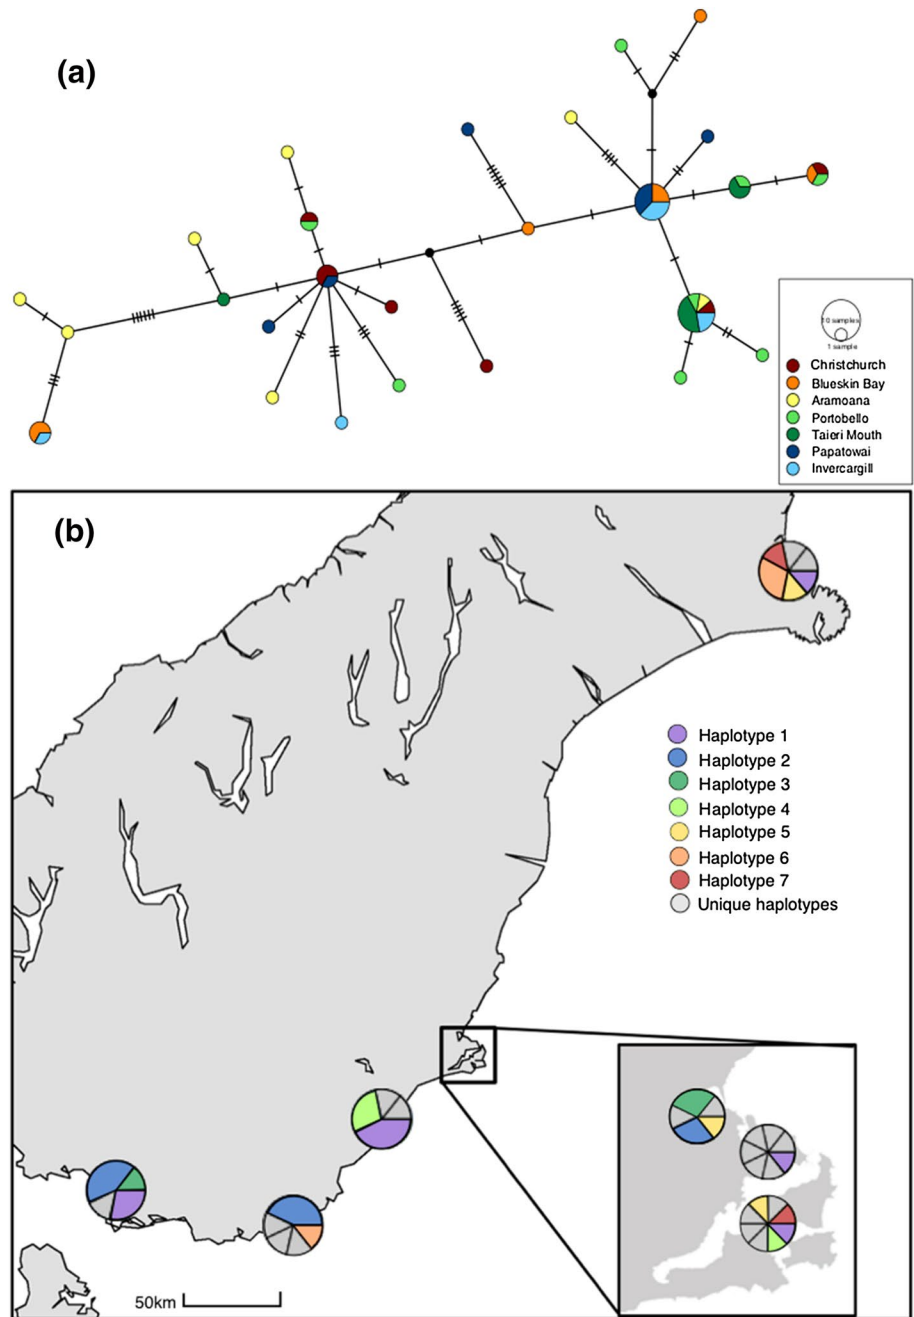 (a)
10 samples
1 sample
Christchurch
Blueskin Bay
Aramoana
Portobello
Taieri Mouth
Papatowai
Invercargill
(b)
Haplotype 1
Haplotype 2
Haplotype 3
Haplotype 4
Haplotype 5
Haplotype 6
Haplotype 7
Unique haplotypes
50km